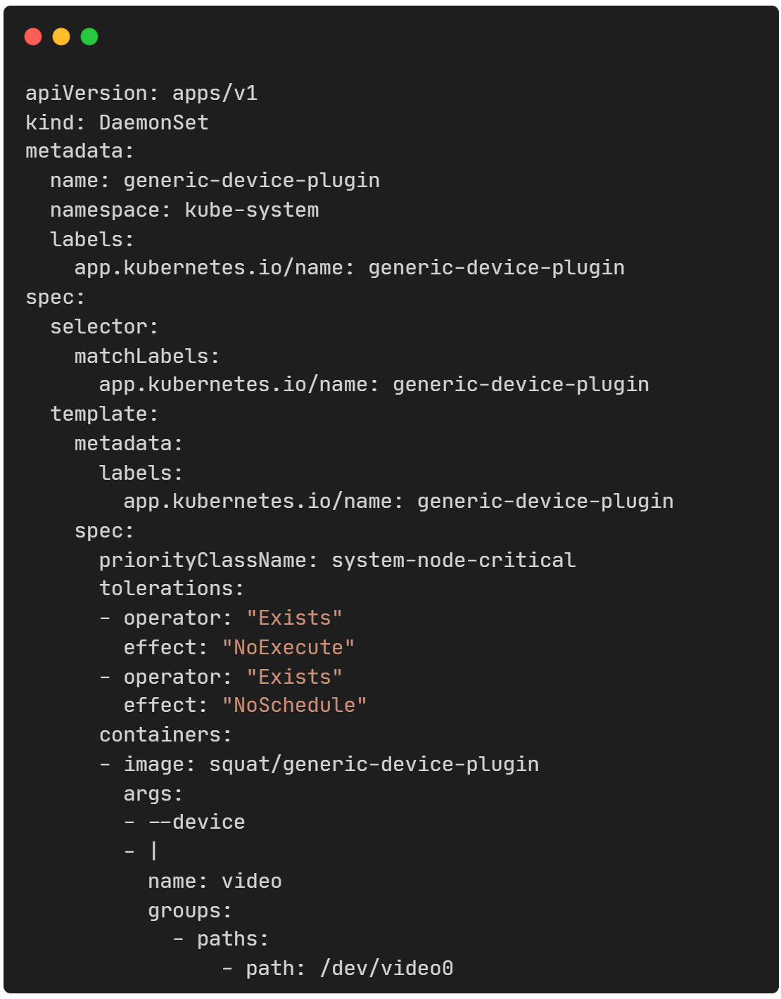 apiVersion: apps/v1
kind: DaemonSet
metadata:
  name: generic-device-plugin
  namespace: kube-system
  labels:
    app.kubernetes.io/name: generic-device-plugin
spec:
  selector:
    matchLabels:
      app.kubernetes.io/name: generic-device-plugin
  template:
    metadata:
      labels:
        app.kubernetes.io/name: generic-device-plugin
    spec:
      priorityClassName: system-node-critical
      tolerations:
      - operator: "Exists"
        effect: "NoExecute"
      - operator: "Exists"
        effect: "NoSchedule"
      containers:
      - image: squat/generic-device-plugin
        args:
        - --device
        - |
          name: video
          groups:
            - paths:
                - path: /dev/video0